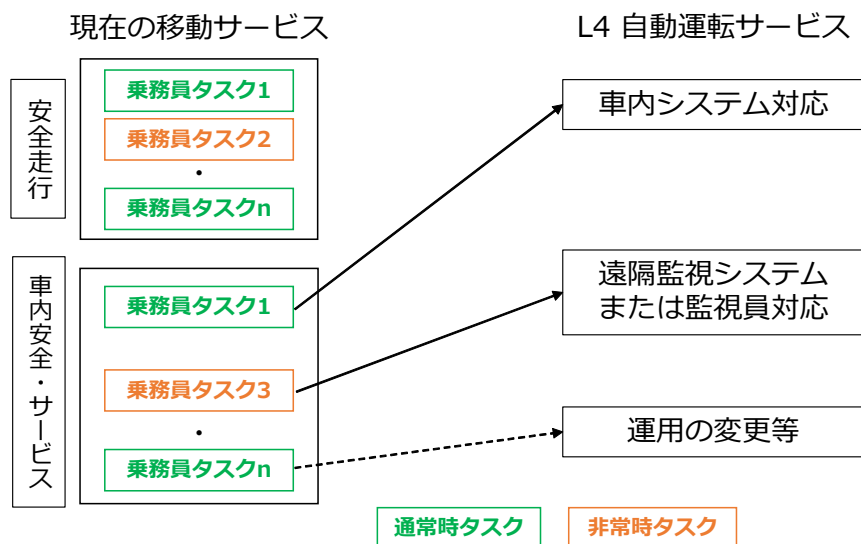 現在の移動サービス
L4 自動運転サービス
安全走行
乗務員タスク1
乗務員タスク2
・
乗務員タスクn
車内安全・サービス
乗務員タスク1
乗務員タスク3
・
乗務員タスクn
車内システム対応
遠隔監視システム
または監視員対応
運用の変更等
通常時タスク
非常時タスク